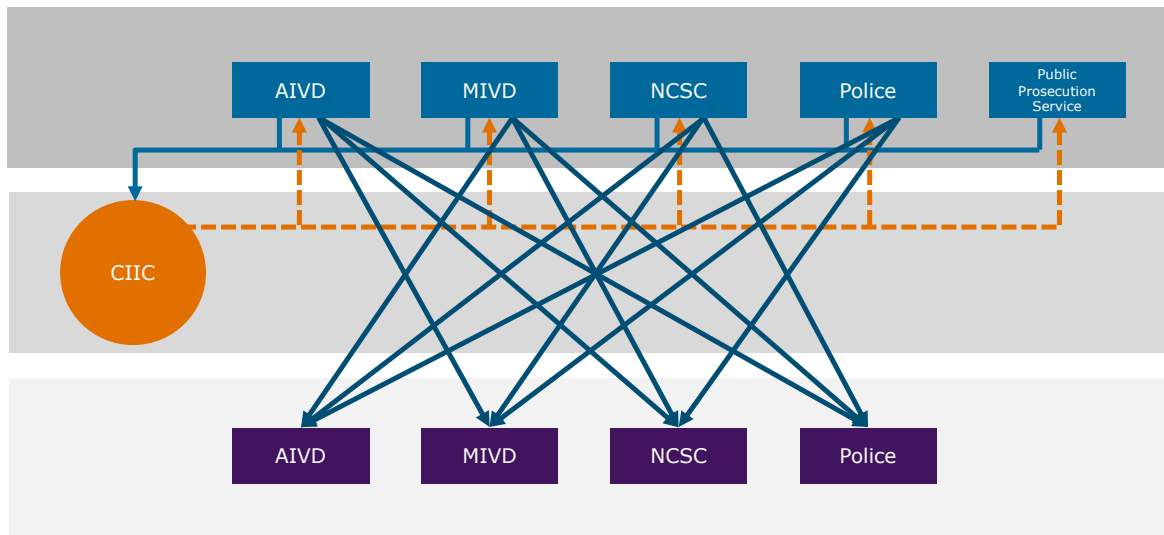 AIVD
MIVD
NCSC
Police
Public
Prosecution
Service
CIIC
AIVD
MIVD
NCSC
Police